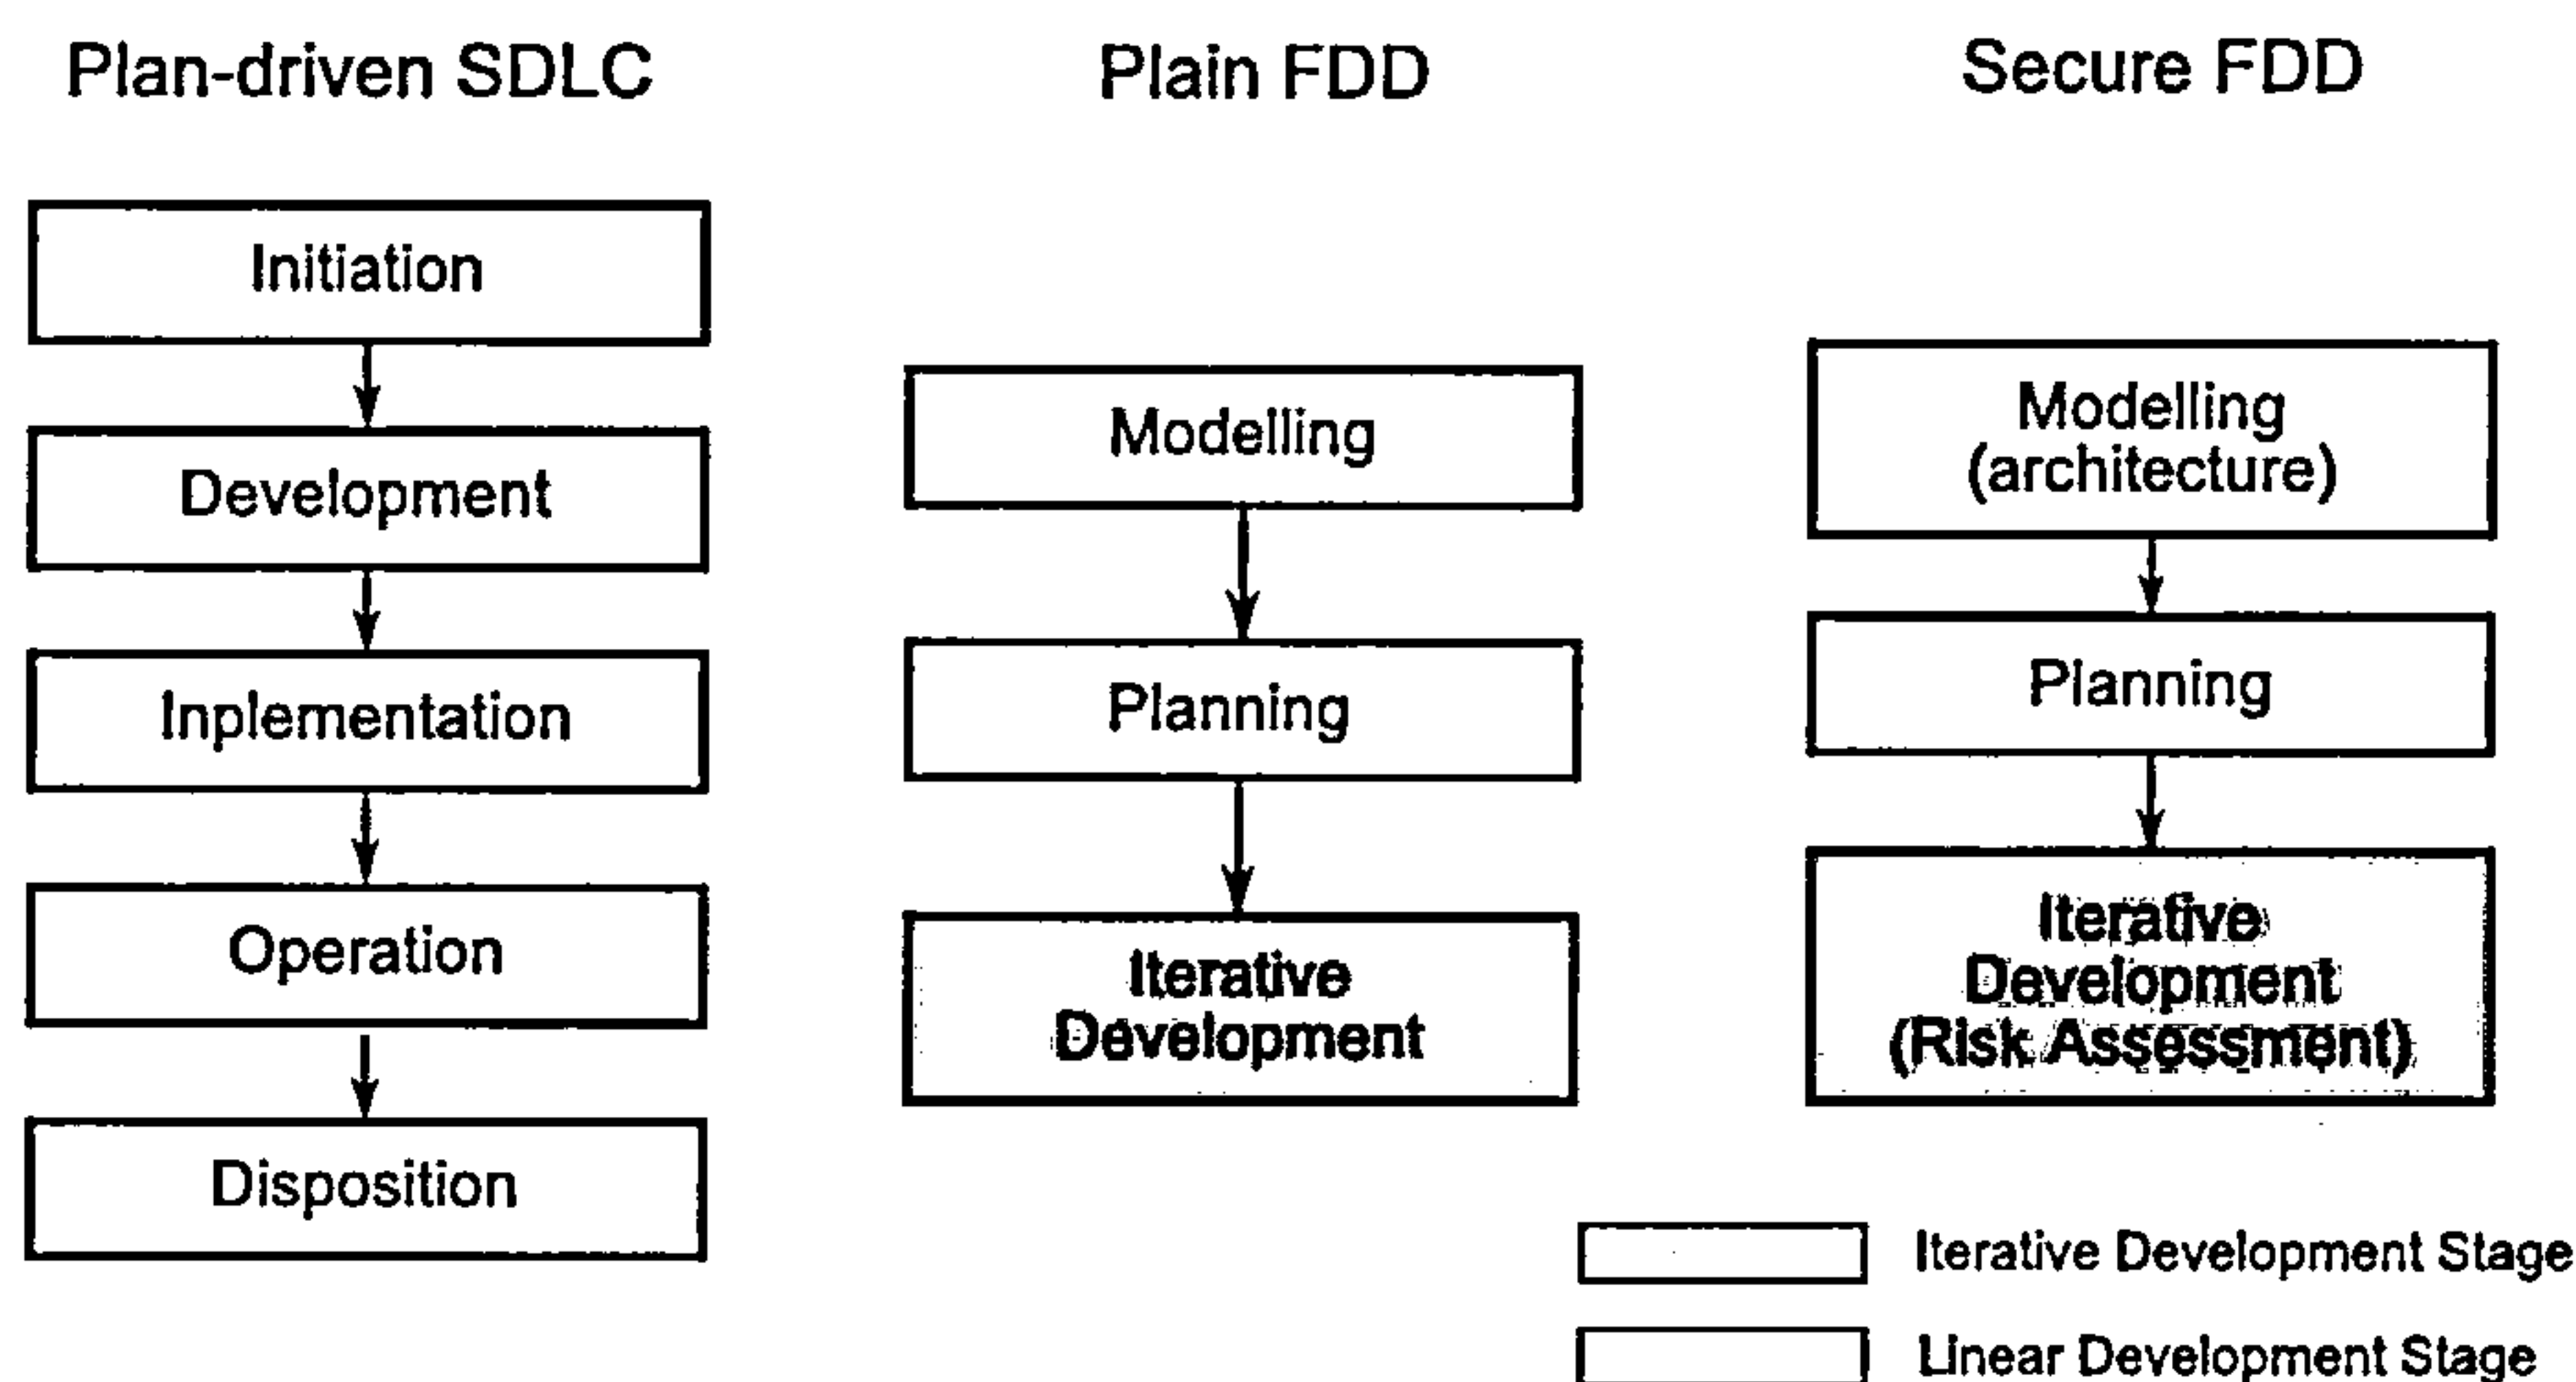 Plan-driven SDLC
Initiation
Development
Inplementation
Operation
Disposition
Plain FDD
Modelling
Planning
Iterative
Development
Secure FDD
Modelling
(architecture)
Planning
Iterative
Development
(Risk Assessment)
Iterative Development Stage
Linear Development Stage